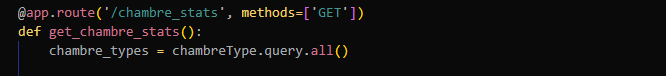 @app.route('/chambre_stats', methods=['GET'])
def get_chambre_stats():
    chambre_types = chambreType.query.all()